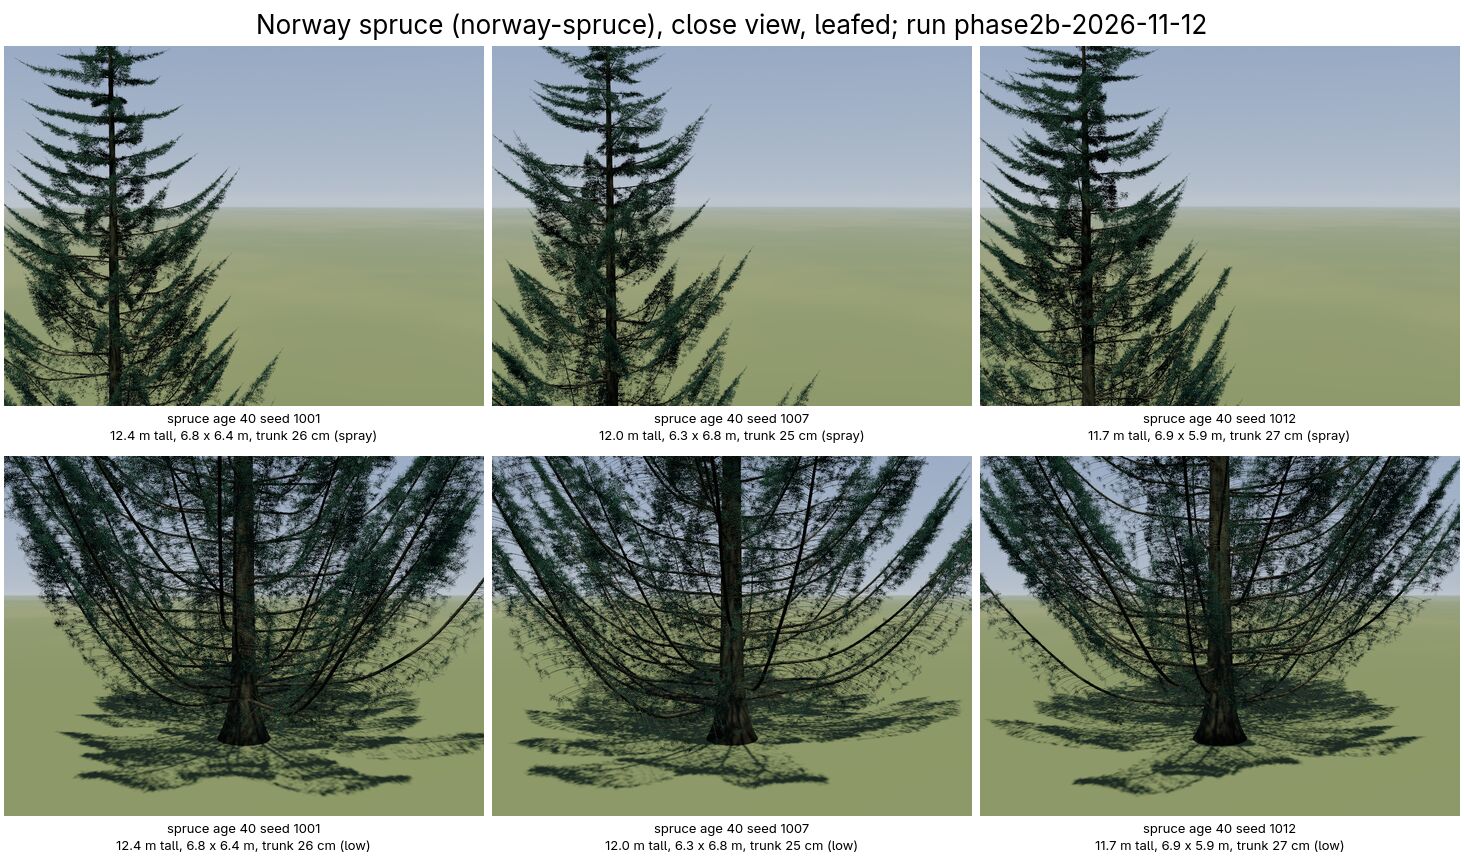 Norway spruce (norway-spruce), close view, leafed; run phase2b-2026-11-12
spruce age 40 seed 1001
12.4 m tall, 6.8 x 6.4 m, trunk 26 cm (spray)
spruce age 40 seed 1007
12.0 m tall, 6.3 x 6.8 m, trunk 25 cm (spray)
spruce age 40 seed 1012
11.7 m tall, 6.9 x 5.9 m, trunk 27 cm (spray)
spruce age 40 seed 1001
12.4 m tall, 6.8 x 6.4 m, trunk 26 cm (low)
spruce age 40 seed 1007
12.0 m tall, 6.3 x 6.8 m, trunk 25 cm (low)
spruce age 40 seed 1012
11.7 m tall, 6.9 x 5.9 m, trunk 27 cm (low)